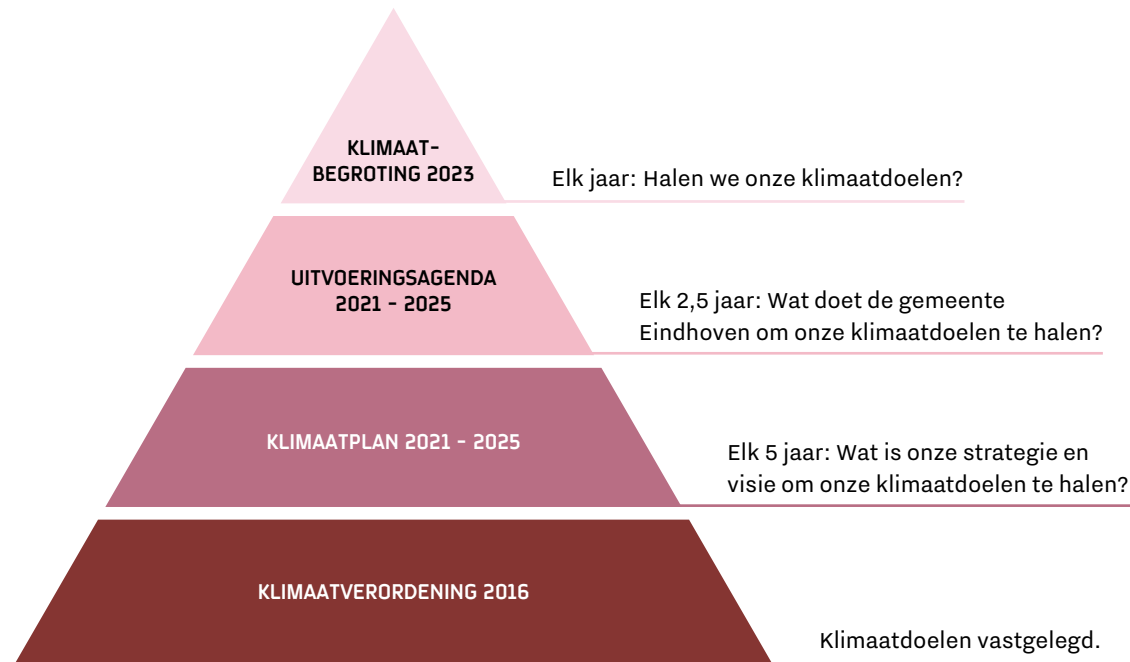 KLIMAAT-
BEGROTING 2023
Elk jaar: Halen we onze klimaatdoelen?
UITVOERINGSAGENDA
2021 - 2025
Elk 2,5 jaar: Wat doet de gemeente
Eindhoven om onze klimaatdoelen te halen?
KLIMAATPLAN 2021 - 2025
Elk 5 jaar: Wat is onze strategie en
visie om onze klimaatdoelen te halen?
KLIMAATVERORDENING 2016
Klimaatdoelen vastgelegd.